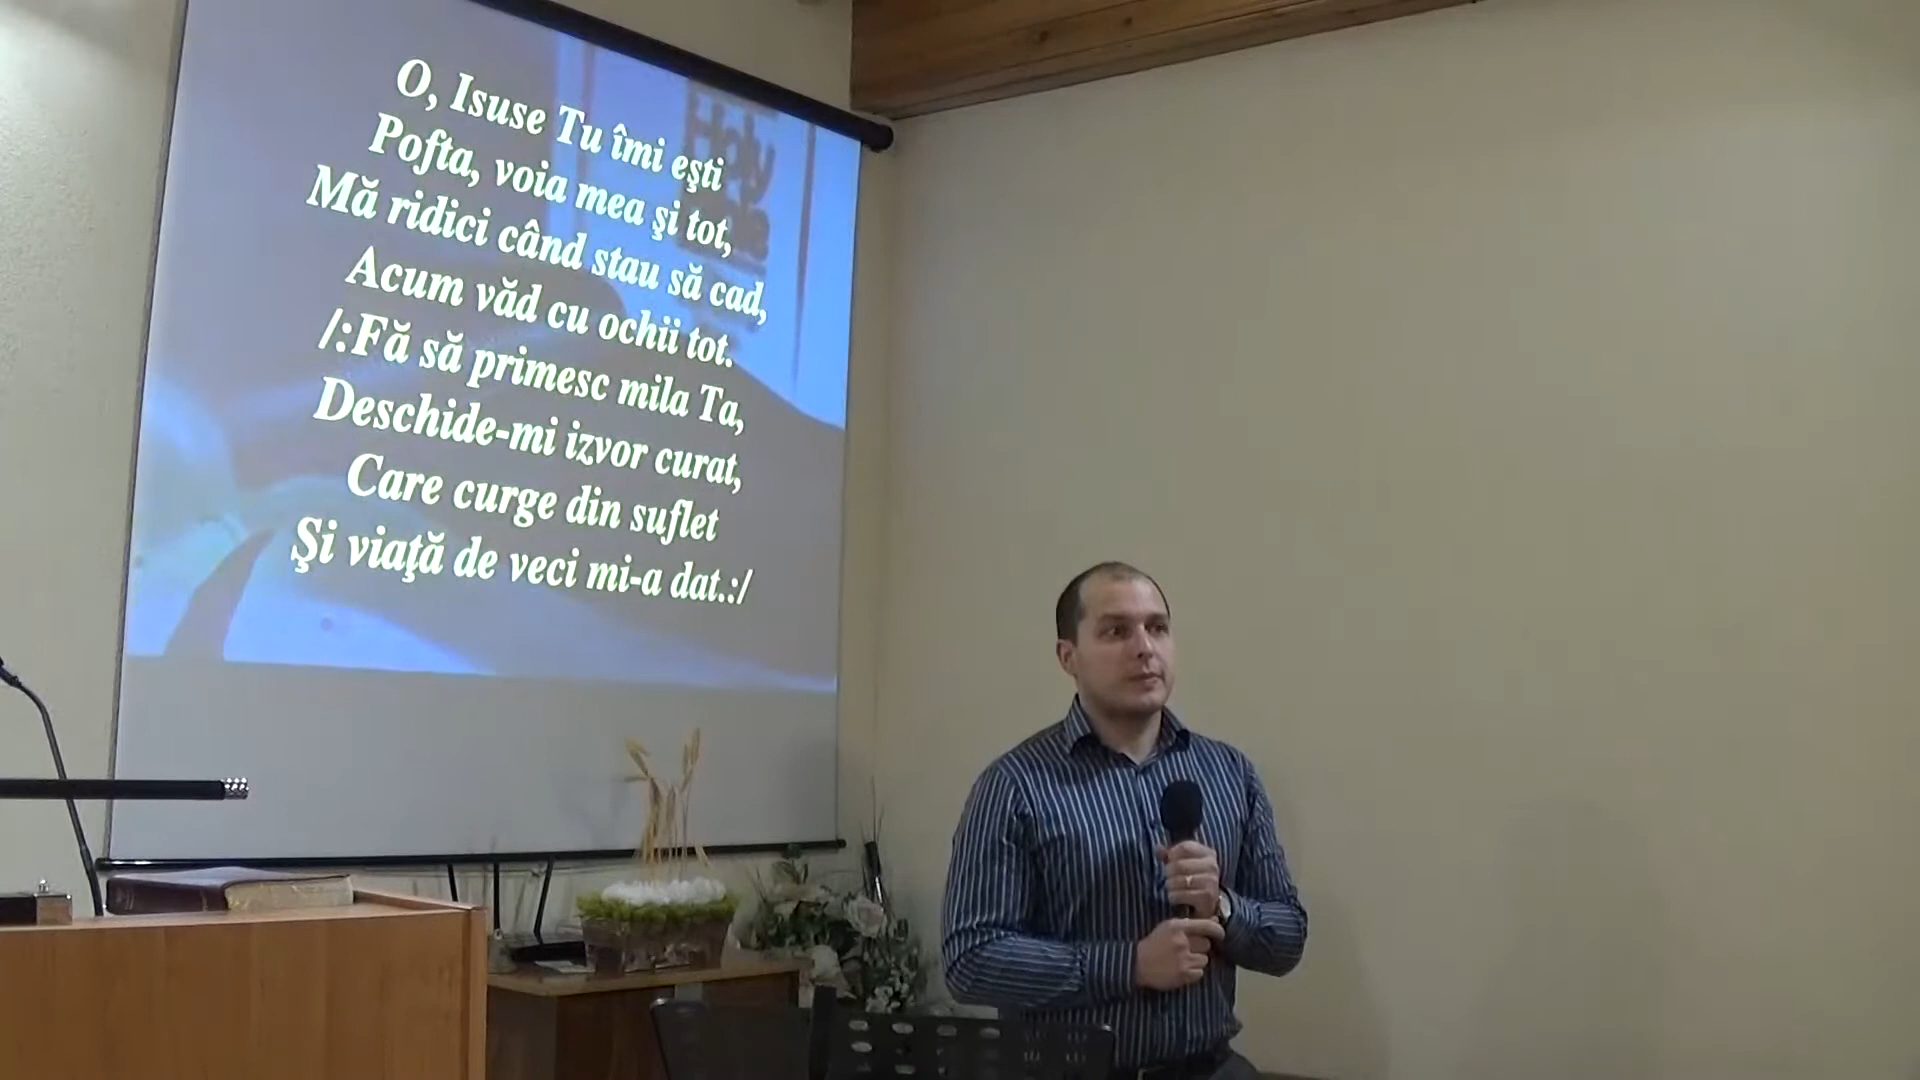 O, Isuse Tu îmi eşti
Pofta, voia mea şi tot,
Mă ridici când stau să cad,
Acum văd cu ochii tot.
/:Fă să primesc mila Ta,
Deschide-mi izvor curat,
Care curge din suflet
Şi viaţă de veci mi-a dat.:/
Holy